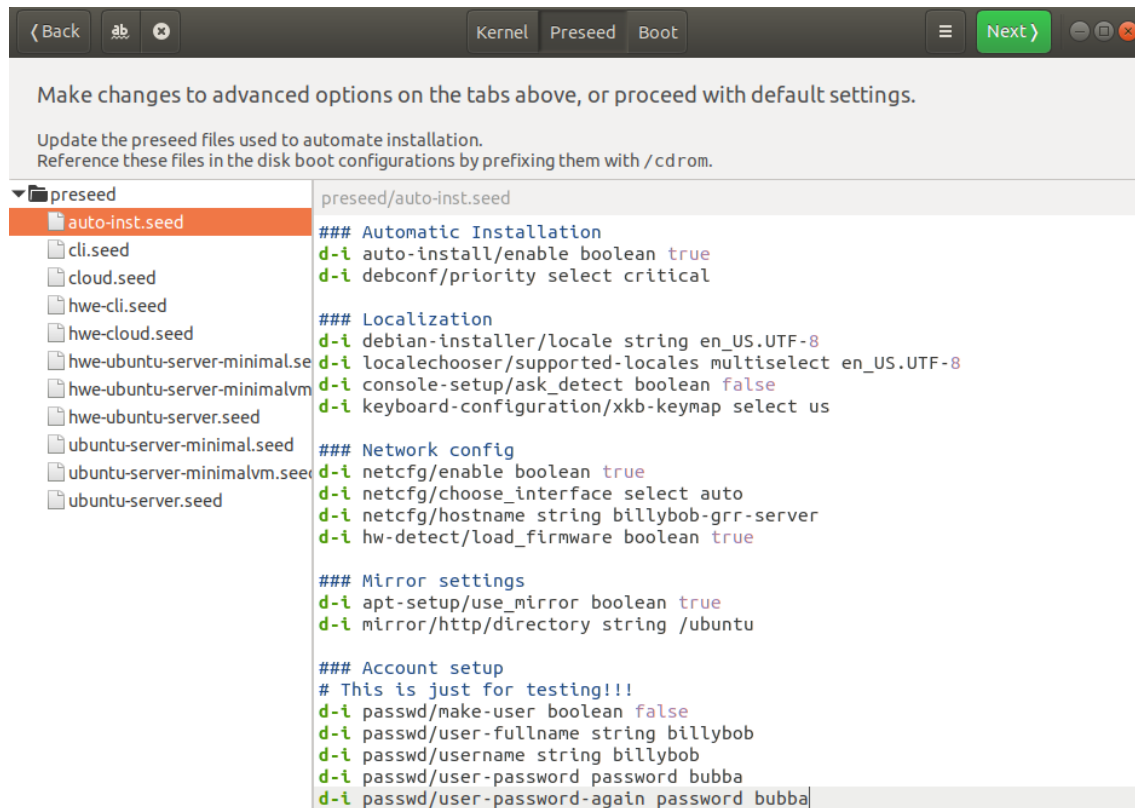 Back ab Kernel Preseed Boot Next
Make changes to advanced options on the tabs above, or proceed with default settings.
Update the preseed files used to automate installation.
Reference these files in the disk boot configurations by prefixing them with /cdrom.
preseed
auto-inst.seed
cli.seed
cloud.seed
hwe-cli.seed
hwe-cloud.seed
hwe-ubuntu-server-minimal.se
hwe-ubuntu-server-minimalvm
hwe-ubuntu-server.seed
ubuntu-server-minimal.seed
ubuntu-server-minimalvm.seed
ubuntu-server.seed
preseed/auto-inst.seed
### Automatic Installation
d-i auto-install/enable boolean true
d-i debconf/priority select critical
### Localization
d-i debian-installer/locale string en_US.UTF-8
d-i localechooser/supported-locales multiselect en_US.UTF-8
d-i console-setup/ask_detect boolean false
d-i keyboard-configuration/xkb-keymap select us
### Network config
d-i netcfg/enable boolean true
d-i netcfg/choose_interface select auto
d-i netcfg/hostname string billybob-grr-server
d-i hw-detect/load_firmware boolean true
### Mirror settings
d-i apt-setup/use_mirror boolean true
d-i mirror/http/directory string /ubuntu
### Account setup
# This is just for testing!!!
d-i passwd/make-user boolean false
d-i passwd/user-fullname string billybob
d-i passwd/username string billybob
d-i passwd/user-password password bubba
d-i passwd/user-password-again password bubba